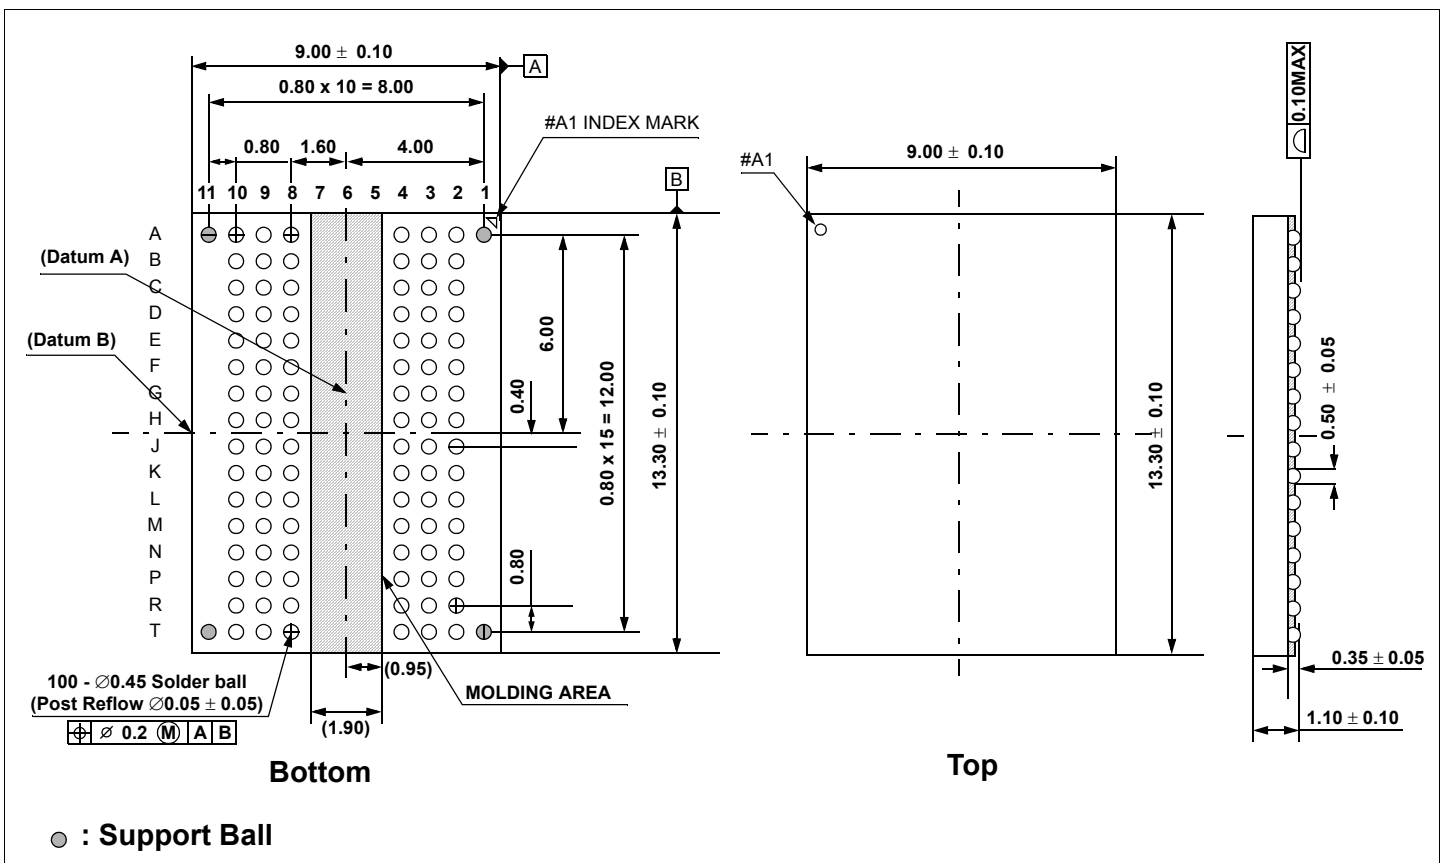 9.00 ± 0.10
A
0.80 x 10 = 8.00
#A1 INDEX MARK
0.80 1.60 4.00
B
11 10 9 8 7 6 5 4 3 2 1
A
B
C
D
E
F
G
H
J
K
L
M
N
P
R
T
(Datum A)
(Datum B)
6.00
0.40
0.80
0.80 x 15 = 12.00
13.30 ± 0.10
(0.95)
(1.90)
MOLDING AREA
100 - ∅0.45 Solder ball
(Post Reflow ∅0.05 ± 0.05)
⌖ ⌀ 0.2 Ⓜ A B
Bottom
#A1
9.00 ± 0.10
13.30 ± 0.10
Top
0.10MAX
0.50 ± 0.05
0.35 ± 0.05
1.10 ± 0.10
: Support Ball